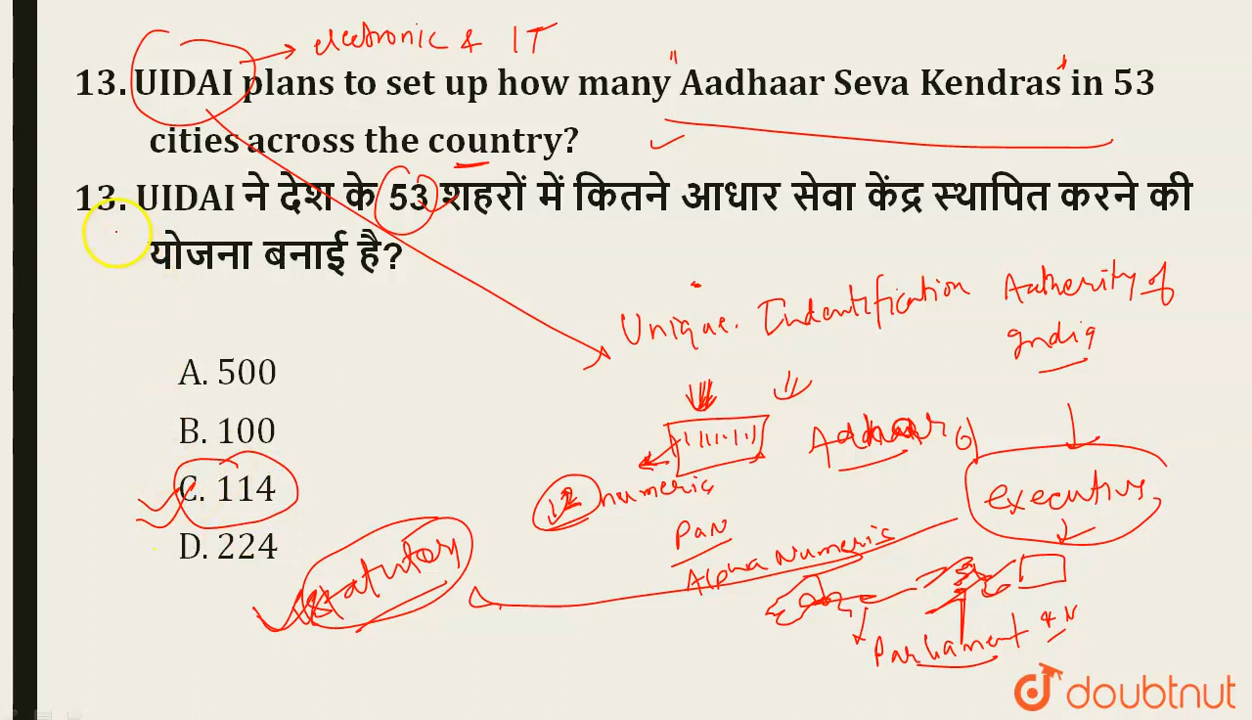 electronic & IT
13. UIDAI plans to set up how many "Aadhaar Seva Kendras" in 53
cities across the country?
13. UIDAI ने देश के 53 शहरों में कितने आधार सेवा केंद्र स्थापित करने की
योजना बनाई है?
Unique. Indentification Authority of
India
A. 500
B. 100
Adhaar
C. 114
12 numeric
executive,
PAN
D. 224
Alpha Numeric
Statutory
Parliament
doubtnut